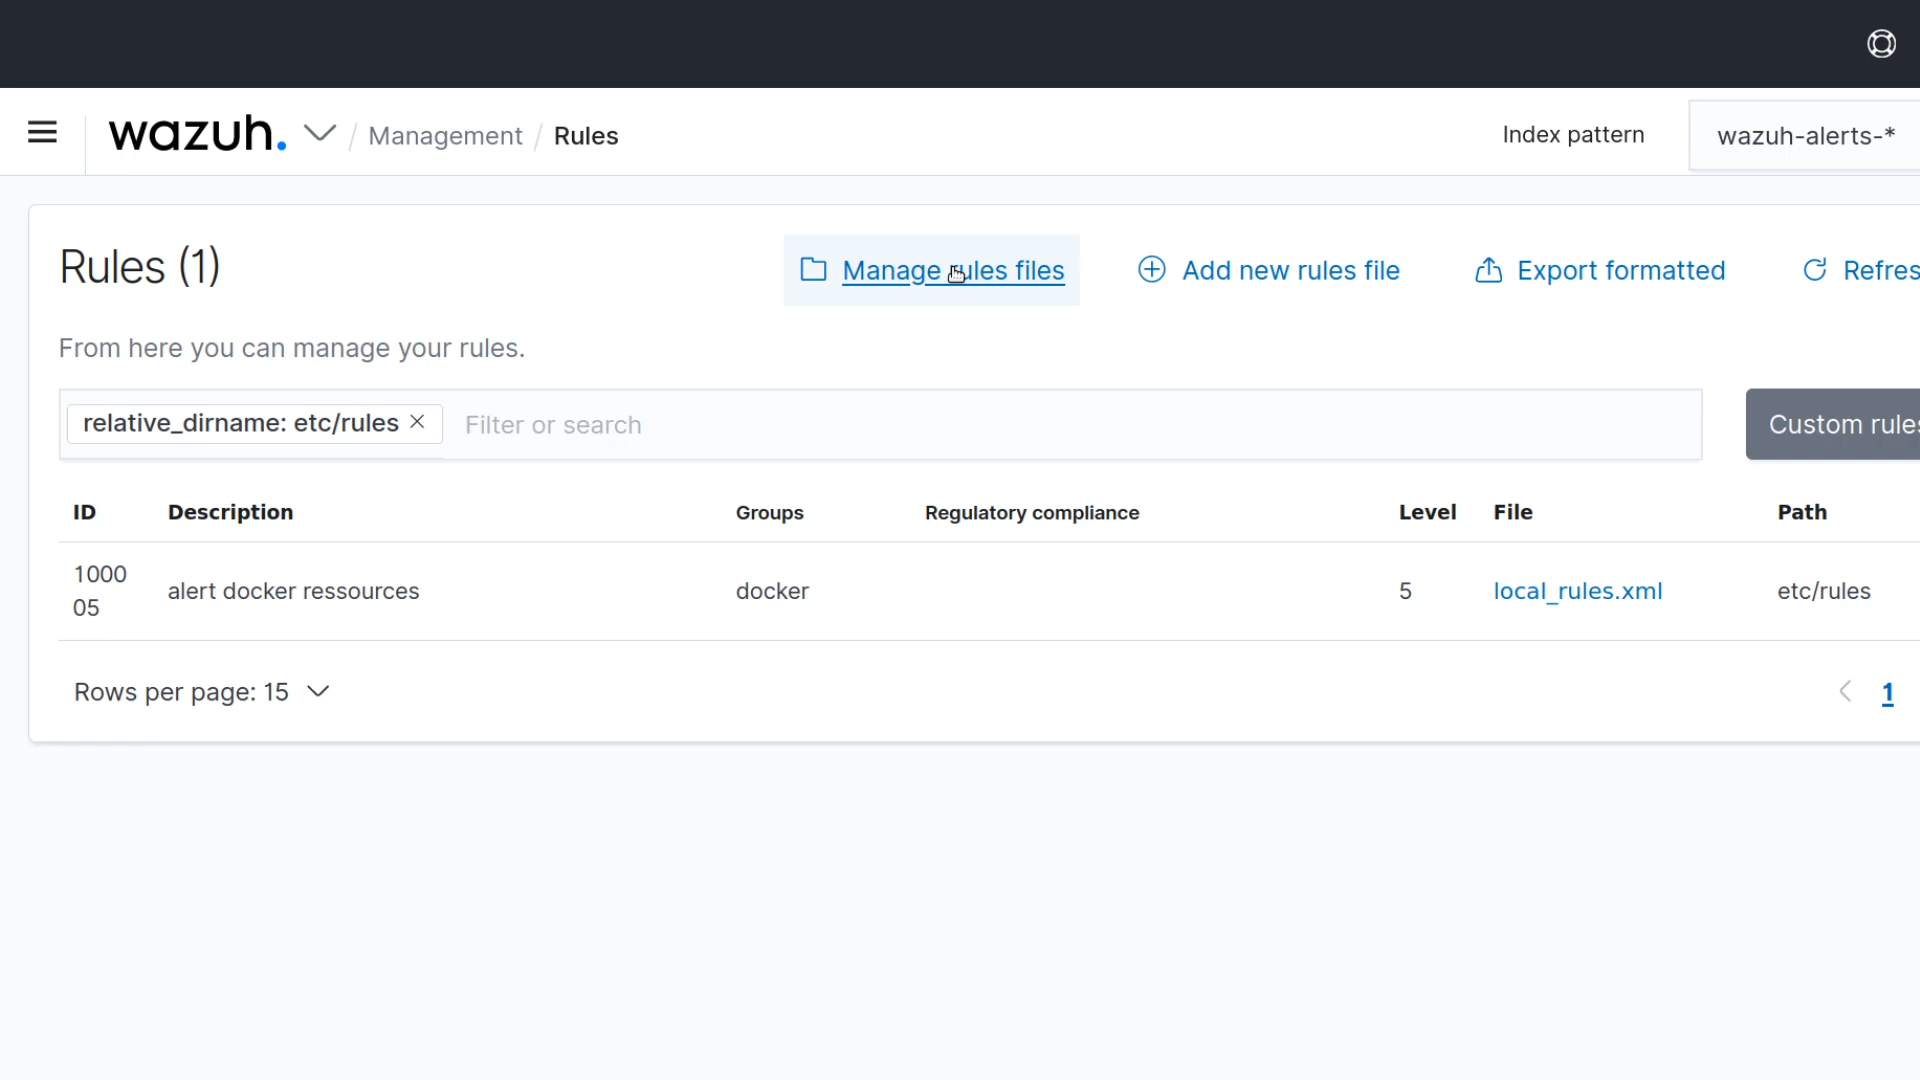 wazuh. / Management / Rules Index pattern wazuh-alerts-*
Rules (1) Manage rules files Add new rules file Export formatted Refres
From here you can manage your rules.
relative_dirname: etc/rules Filter or search Custom rules
ID Description Groups Regulatory compliance Level File Path
1000
05 alert docker ressources docker 5 local_rules.xml etc/rules
Rows per page: 15 1